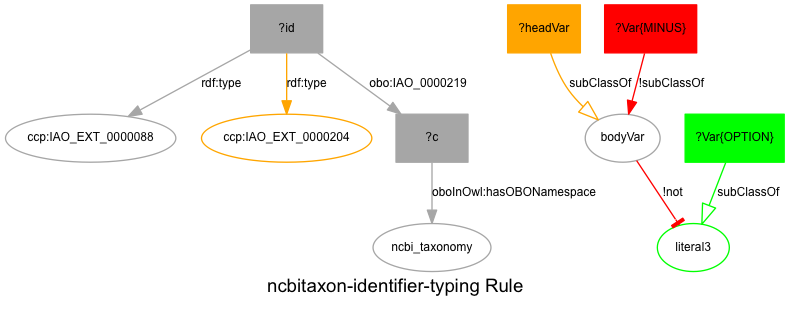 ?id
?headVar
?Var{MINUS}
rdf:type
rdf:type
obo:IAO_0000219
subClassOf
!subClassOf
ccp:IAO_EXT_0000088
ccp:IAO_EXT_0000204
?c
bodyVar
?Var{OPTION}
oboInOwl:hasOBONamespace
!not
subClassOf
ncbi_taxonomy
literal3
ncbitaxon-identifier-typing Rule